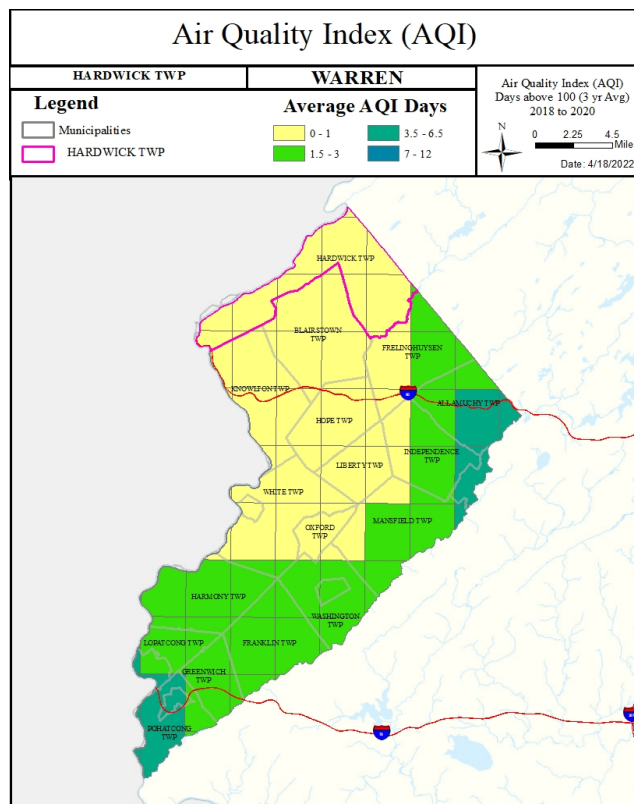 Air Quality Index (AQI)
HARDWICK TWP
WARREN
Legend
Municipalities
HARDWICK TWP
Average AQI Days
0 - 1
1.5 - 3
3.5 - 6.5
7 - 12
Air Quality Index (AQI)
Days above 100 (3 yr Avg)
2018 to 2020
N
0 2.25 4.5
Mile
Date: 4/18/2022
HARDWICK TWP
BLAIRSTOWN
TWP
FRELINGHUYSEN
TWP
KNOWLTON TWP
ALLAMUCHY TWP
HOPE TWP
INDEPENDENCE
TWP
LIBERTY TWP
WHITE TWP
MANSFIELD TWP
OXFORD
TWP
HARMONY TWP
WASHINGTON
TWP
LOPATCONG TWP
FRANKLIN TWP
GREENWICH
TWP
POHATCONG
TWP